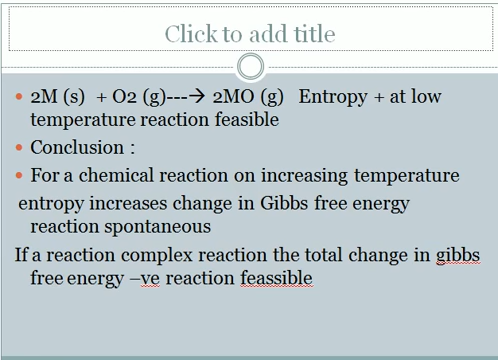 Click to add title
• 2M (s) + O2 (g)---→ 2MO (g) Entropy + at low
temperature reaction feasible
• Conclusion :
• For a chemical reaction on increasing temperature
entropy increases change in Gibbs free energy
reaction spontaneous
If a reaction complex reaction the total change in gibbs
free energy –ve reaction feassible